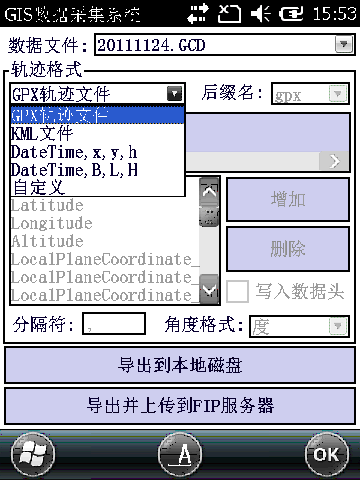 GIS数据采集系统 15:53
数据文件: 20111124.GCD
轨迹格式
GPX轨迹文件 后缀名: gpx
GPX轨迹文件
KML文件
DateTime,x,y,h
DateTime,B,L,H
自定义
Latitude
Longitude
Altitude
LocalPlaneCoordinate_
LocalPlaneCoordinate_
LocalPlaneCoordinate_
增加
删除
写入数据头
分隔符: , 角度格式: 度
导出到本地磁盘
导出并上传到FIP服务器
A OK